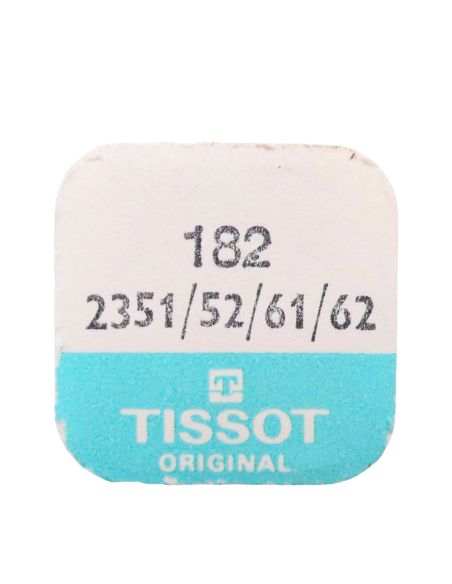 182
2351/52/61/62
T
TISSOT
ORIGINAL